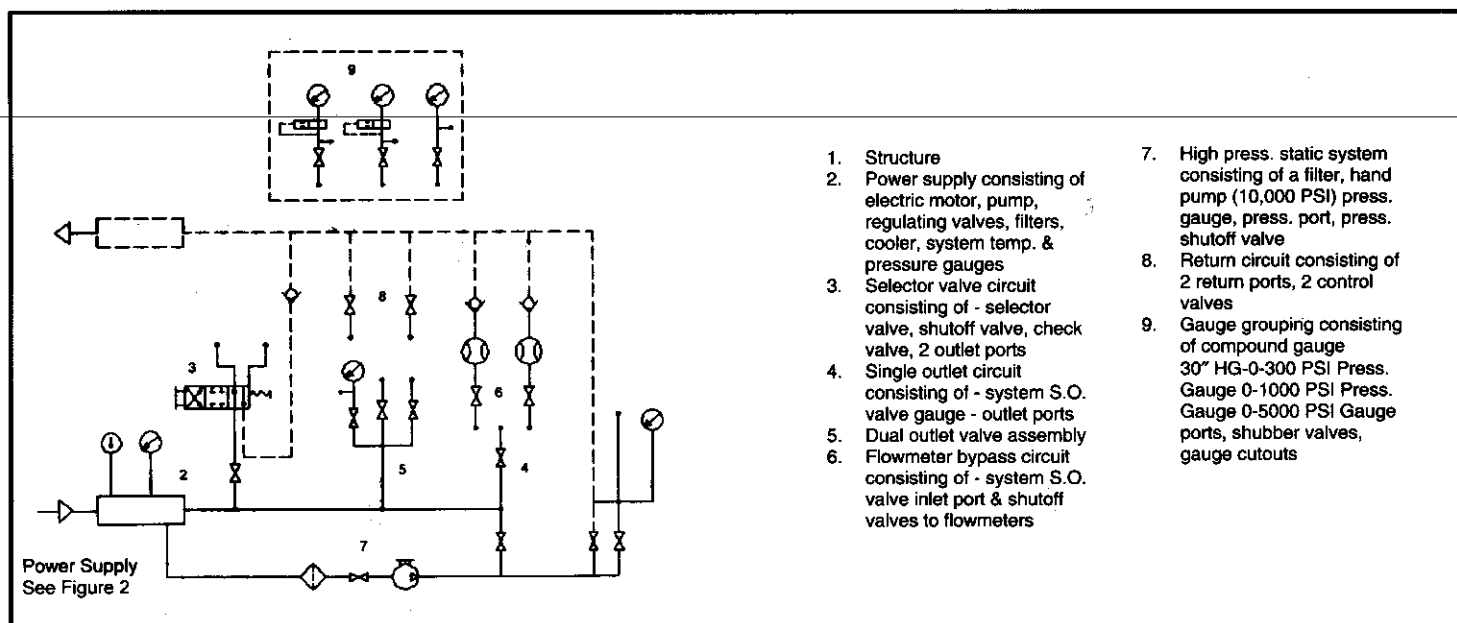 9
3
8
6
2
5
4
7
Power Supply
See Figure 2
1. Structure
2. Power supply consisting of
electric motor, pump,
regulating valves, filters,
cooler, system temp. &
pressure gauges
3. Selector valve circuit
consisting of - selector
valve, shutoff valve, check
valve, 2 outlet ports
4. Single outlet circuit
consisting of - system S.O.
valve gauge - outlet ports
5. Dual outlet valve assembly
6. Flowmeter bypass circuit
consisting of - system S.O.
valve inlet port & shutoff
valves to flowmeters
7. High press. static system
consisting of a filter, hand
pump (10,000 PSI) press.
gauge, press. port, press.
shutoff valve
8. Return circuit consisting of
2 return ports, 2 control
valves
9. Gauge grouping consisting
of compound gauge
30″ HG-0-300 PSI Press.
Gauge 0-1000 PSI Press.
Gauge 0-5000 PSI Gauge
ports, shubber valves,
gauge cutouts